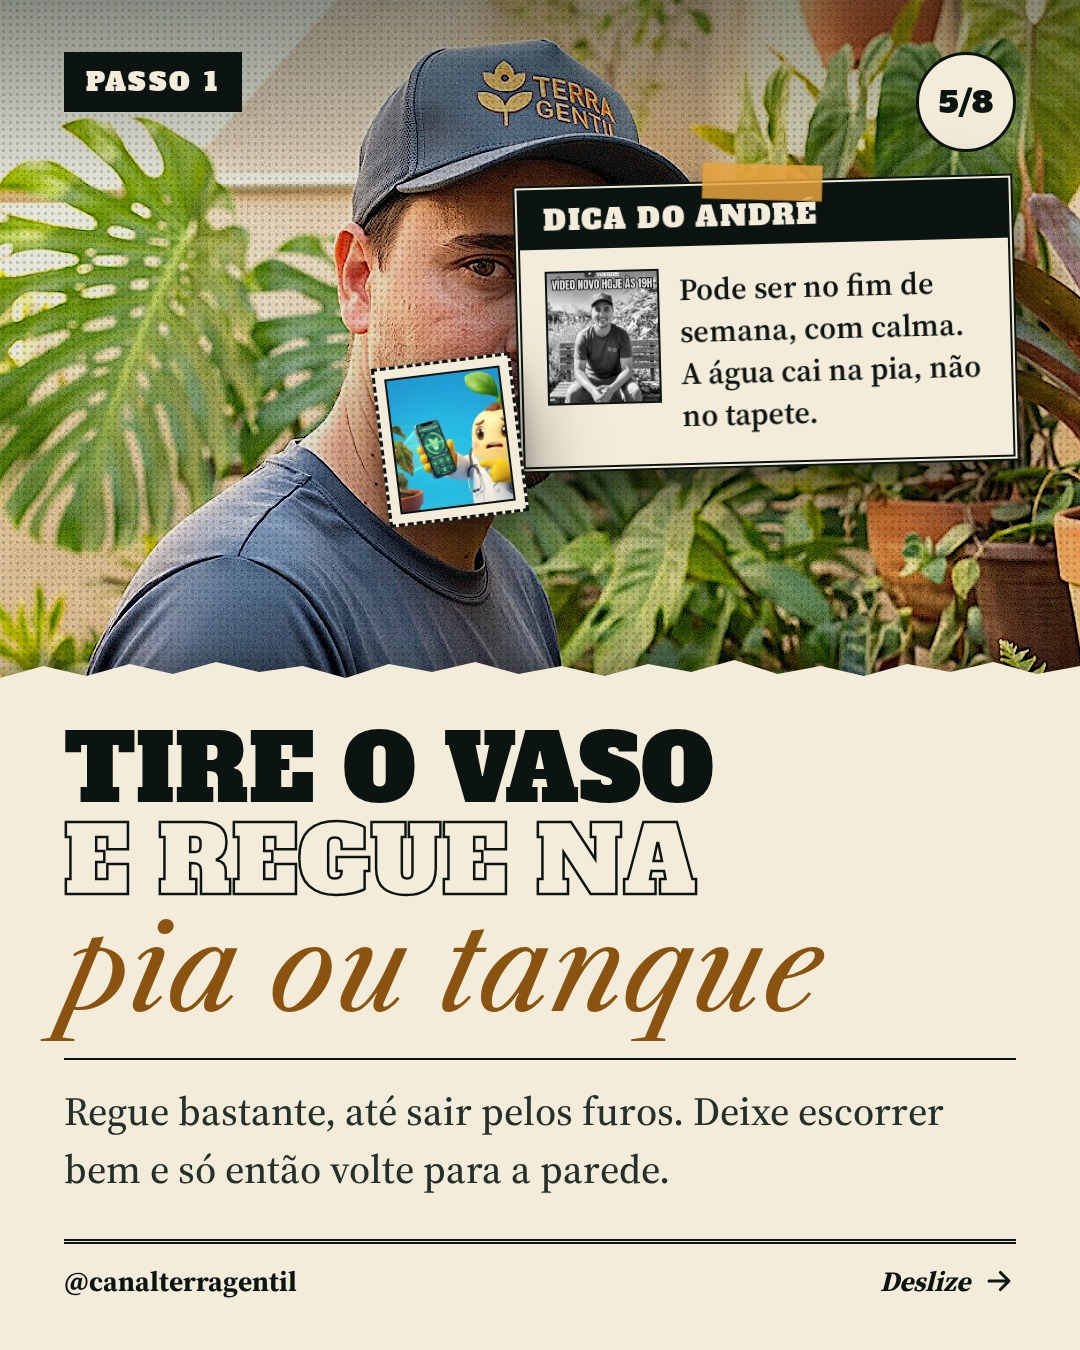 PASSO 1
TERRA
GENTIL
5/8
DICA DO ANDRÉ
VÍDEO NOVO HOJE ÀS 19H
Pode ser no fim de
semana, com calma.
A água cai na pia, não
no tapete.
TIRE O VASO
E REGUE NA
pia ou tanque
Regue bastante, até sair pelos furos. Deixe escorrer
bem e só então volte para a parede.
@canalterragentil
Deslize →